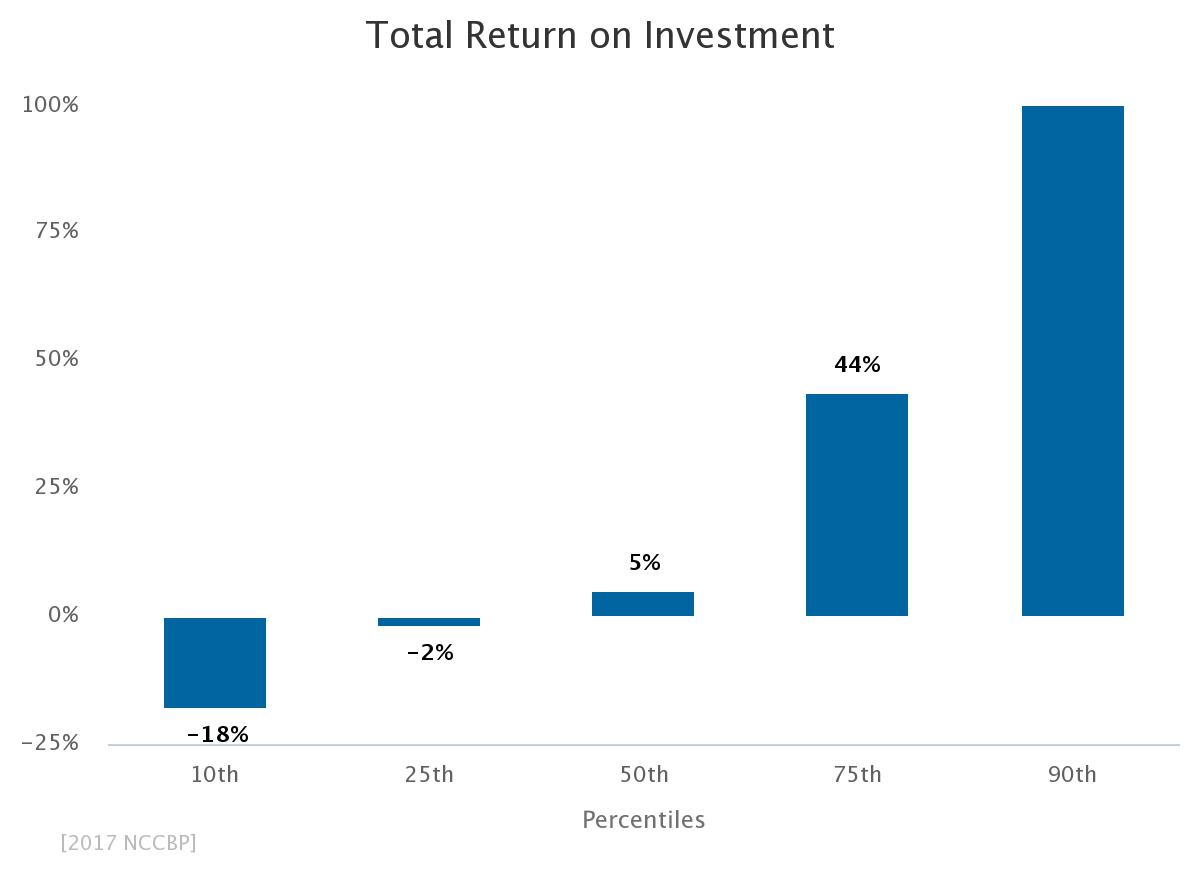 Total Return on Investment
100%
75%
50%
25%
0%
−25%
44%
5%
−2%
−18%
10th 25th 50th 75th 90th
Percentiles
[2017 NCCBP]